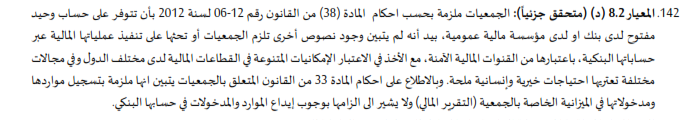 142. المعيار 8.2 (د) (متحقق جزئياً): الجمعيات ملزمة بحسب احكام المادة (38) من القانون رقم 12-06 لسنة 2012 بأن تتوفر على حساب وحيد
مفتوح لدى بنك او لدى مؤسسة مالية عمومية، بيد أنه لم يتبين وجود نصوص أخرى تلزم الجمعيات أو تحثها على تنفيذ عملياتها المالية عبر
حساباتها البنكية، باعتبارها من القنوات المالية الآمنة، مع الأخذ في الاعتبار الإمكانيات المتنوعة في القطاعات المالية لدى مختلف الدول وفي مجالات
مختلفة تعتريها احتياجات خيرية وإنسانية ملحة. وبالاطلاع على احكام المادة 33 من القانون المتعلق بالجمعيات يتبين انها ملزمة بتسجيل مواردها
ومدخولاتها في الميزانية الخاصة بالجمعية (التقرير المالي) ولا يشير الى الزامها بوجوب إيداع الموارد والمدخولات في حسابها البنكي.